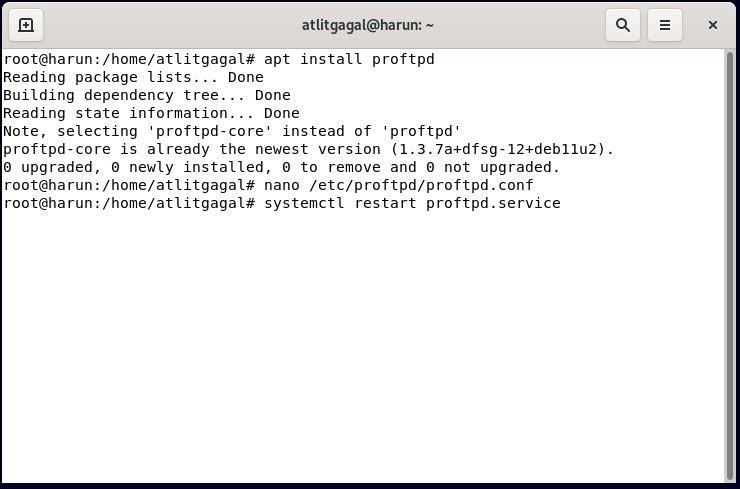 atlitgagal@harun: ~
root@harun:/home/atlitgagal# apt install proftpd
Reading package lists... Done
Building dependency tree... Done
Reading state information... Done
Note, selecting 'proftpd-core' instead of 'proftpd'
proftpd-core is already the newest version (1.3.7a+dfsg-12+deb11u2).
0 upgraded, 0 newly installed, 0 to remove and 0 not upgraded.
root@harun:/home/atlitgagal# nano /etc/proftpd/proftpd.conf
root@harun:/home/atlitgagal# systemctl restart proftpd.service